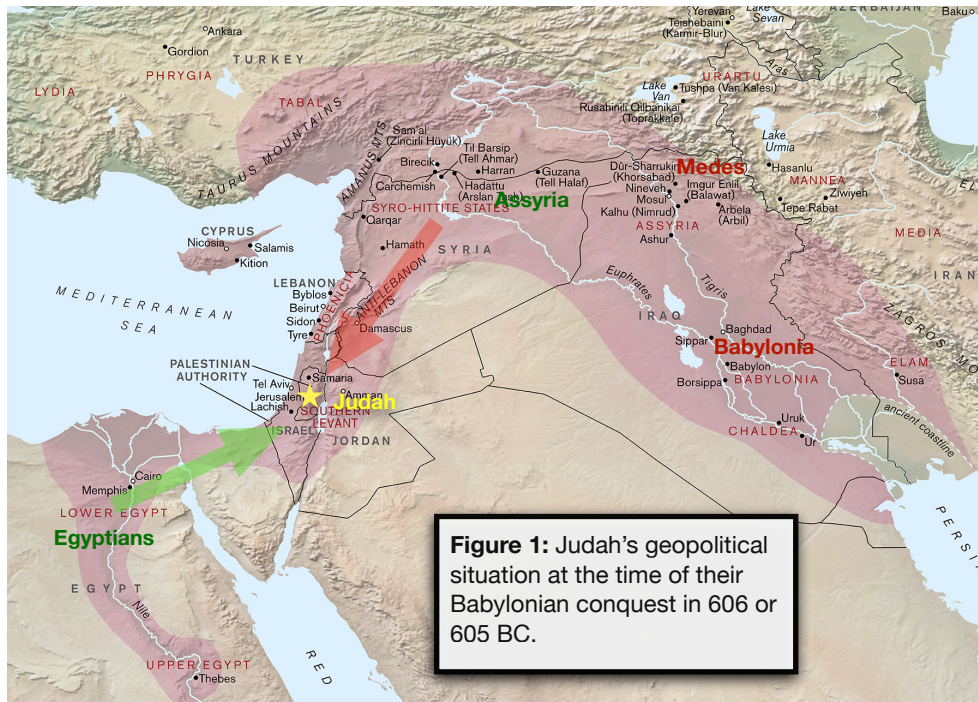 Yerevan
Teishebaini
(Karmir-Blur)
Lake
Sevan
AZERBAIJAN
Baku
Ankara
Gordion
TURKEY
PHRYGIA
LYDIA
TABAL
TAURUS MOUNTAINS
AMANUS MTS
Aras
URARTU
Lake
Van
Tushpa (Van Kalesi)
Rusahinili Qilbanikai
(Toprakkale)
Lake
Urmia
Hasanlu
MANNEA
Ziwiyeh
Tepe Rabat
MEDIA
IRAN
ZAGROS MO
Sam'al
(Zincirli Hüyük)
Til Barsip
(Tell Ahmar)
Birecik
Harran
Guzana
(Tell Halaf)
Carchemish
Hadattu
(Arslan
SYRO-HITTITE STATES
Assyria
Dûr-Sharrukin
(Khorsabad)
Medes
Nineveh
Imgur Enlil
(Balawat)
Mosul
Kalhu (Nimrud)
Arbela
(Arbil)
ASSYRIA
Ashur
Qarqar
Hamath
SYRIA
CYPRUS
Nicosia
Salamis
Kition
MEDITERRANEAN
SEA
LEBANON
Byblos
Beirut
Sidon
Tyre
PHOENICIA
ANTI-LEBANON
MTS
Damascus
Euphrates
Tigris
IRAQ
Baghdad
Sippar
Babylonia
Babylon
Borsippa
BABYLONIA
ELAM
Susa
Uruk
CHALDEA
Ur
ancient coastline
PERSI
PALESTINIAN
AUTHORITY
Samaria
Tel Aviv
Jerusalem
Amman
Judah
Lachish
SOUTHERN
LEVANT
ISRAEL
JORDAN
Cairo
Memphis
LOWER EGYPT
Egyptians
EGYPT
Nile
UPPER EGYPT
Thebes
RED
Figure 1: Judah's geopolitical
situation at the time of their
Babylonian conquest in 606 or
605 BC.